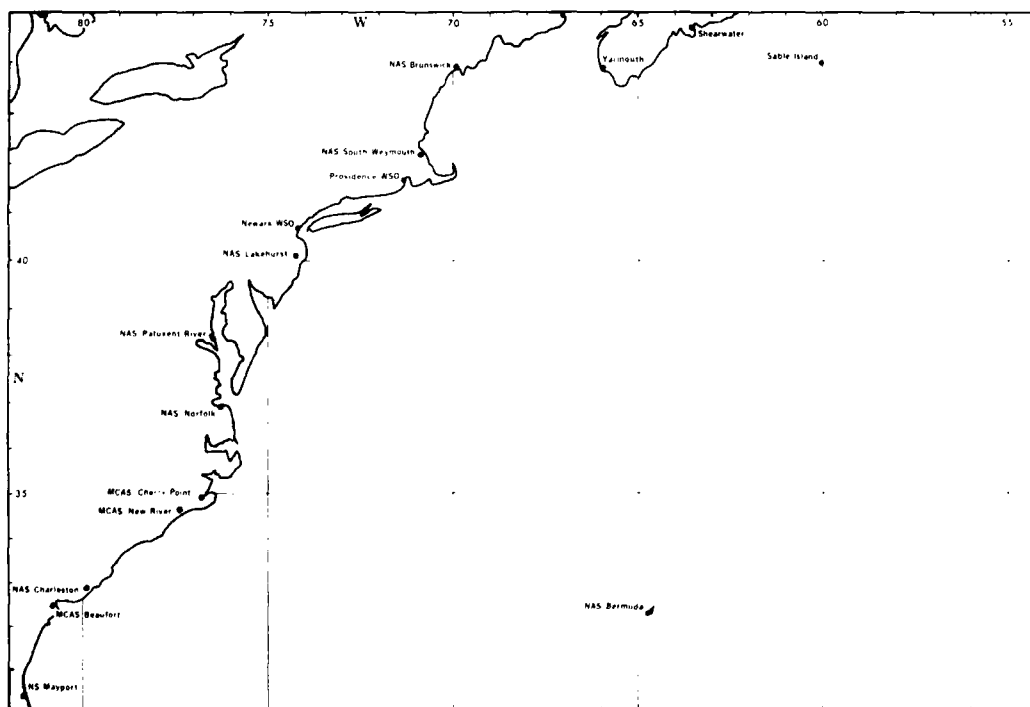 80 75 W 70 65 60 55
Shearwater
NAS Brunswick
Yarmouth
Sable Island
NAS South Weymouth
Providence WSO
Newark WSO
NAS Lakehurst
40
NAS Patuxent River
N
NAS Norfolk
MCAS Cherry Point
35
MCAS New River
NAS Charleston
MCAS Beaufort
NAS Bermuda
NS Mayport